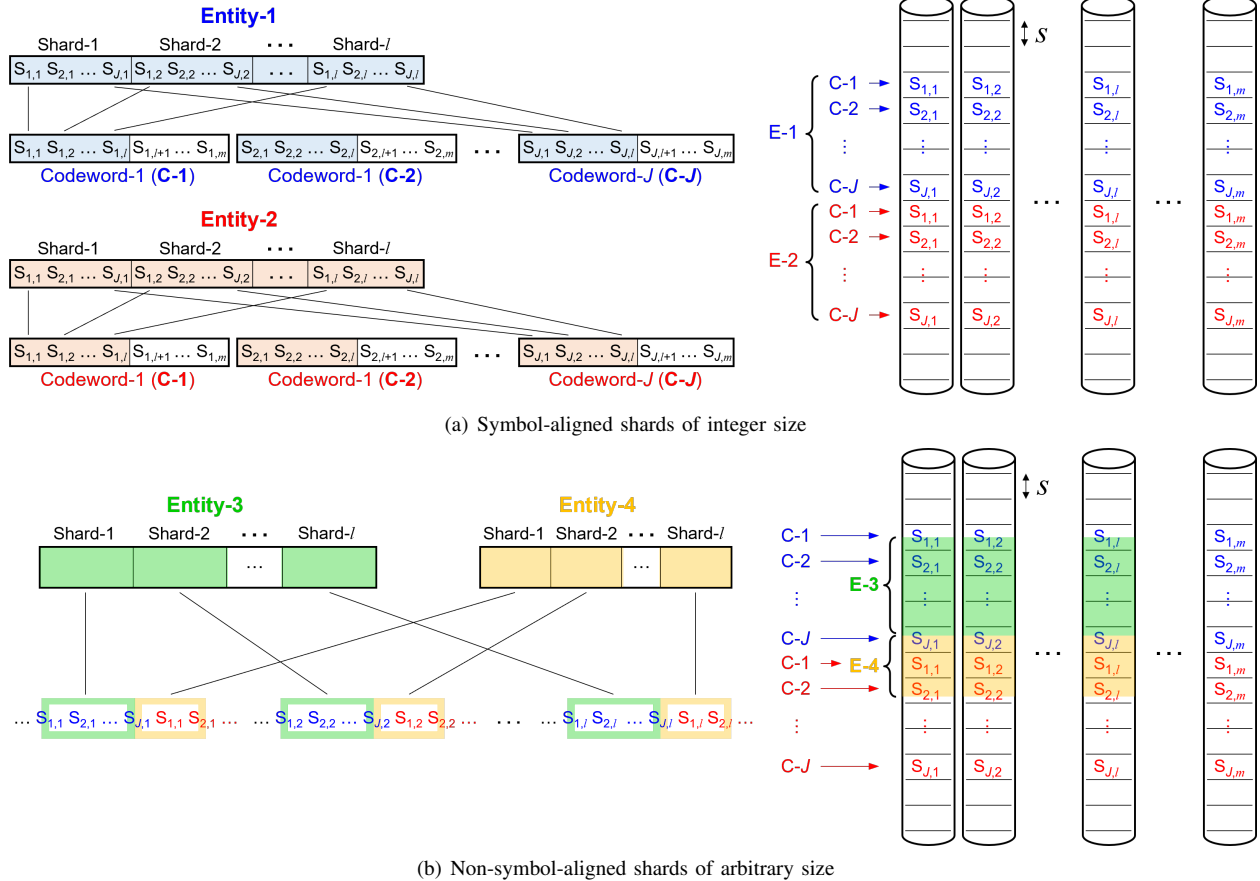 Entity-1
Shard-1 Shard-2 ... Shard-l
S1,1 S2,1 ... SJ,1 S1,2 S2,2 ... SJ,2 ... S1,l S2,l ... SJ,l
S1,1 S1,2 ... S1,l S1,l+1 ... S1,m S2,1 S2,2 ... S2,l S2,l+1 ... S2,m ... SJ,1 SJ,2 ... SJ,l SJ,l+1 ... SJ,m
Codeword-1 (C-1) Codeword-1 (C-2) Codeword-J (C-J)
Entity-2
Shard-1 Shard-2 ... Shard-l
S1,1 S2,1 ... SJ,1 S1,2 S2,2 ... SJ,2 ... S1,l S2,l ... SJ,l
S1,1 S1,2 ... S1,l S1,l+1 ... S1,m S2,1 S2,2 ... S2,l S2,l+1 ... S2,m ... SJ,1 SJ,2 ... SJ,l SJ,l+1 ... SJ,m
Codeword-1 (C-1) Codeword-1 (C-2) Codeword-J (C-J)
s
C-1 S1,1 S1,2 S1,l S1,m
C-2 S2,1 S2,2 S2,l S2,m
E-1 ⋮ ⋮ ⋮ ⋮ ⋮
C-J SJ,1 SJ,2 SJ,l SJ,m
... ...
C-1 S1,1 S1,2 S1,l S1,m
C-2 S2,1 S2,2 S2,l S2,m
E-2 ⋮ ⋮ ⋮ ⋮ ⋮
C-J SJ,1 SJ,2 SJ,l SJ,m
(a) Symbol-aligned shards of integer size
Entity-3 Entity-4
Shard-1 Shard-2 ... Shard-l Shard-1 Shard-2 ... Shard-l
... ...
... S1,1 S2,1 ... SJ,1 S1,1 S2,1 ... ... S1,2 S2,2 ... SJ,2 S1,2 S2,2 ... ... ... S1,l S2,l ... SJ,l S1,l S2,l ...
s
C-1 S1,1 S1,2 S1,l S1,m
C-2 S2,1 S2,2 S2,l S2,m
E-3 ⋮ ⋮ ⋮ ⋮ ⋮
C-J SJ,1 SJ,2 SJ,l SJ,m
... ...
C-1 E-4 S1,1 S1,2 S1,l S1,m
C-2 S2,1 S2,2 S2,l S2,m
⋮ ⋮ ⋮ ⋮ ⋮
C-J SJ,1 SJ,2 SJ,l SJ,m
(b) Non-symbol-aligned shards of arbitrary size